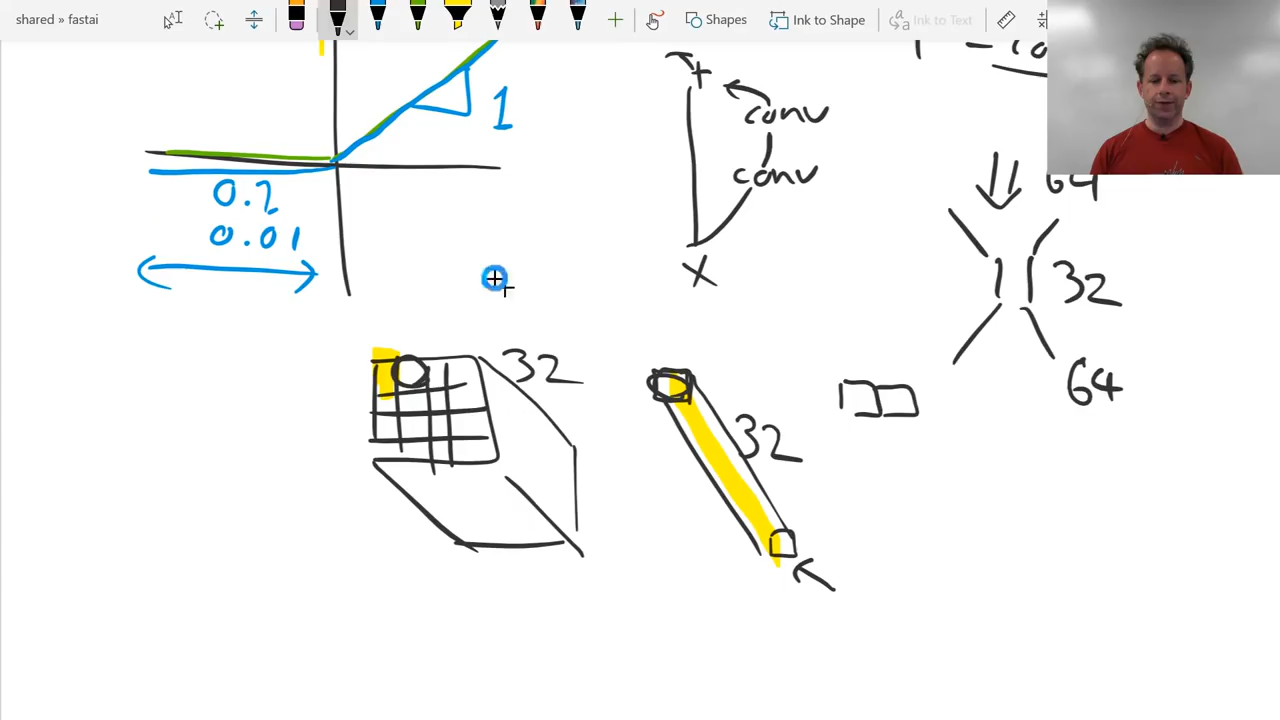 shared » fastai
Shapes
Ink to Shape
Ink to Text
1
0.2
0.01
+
conv
conv
X
64
32
64
32
32